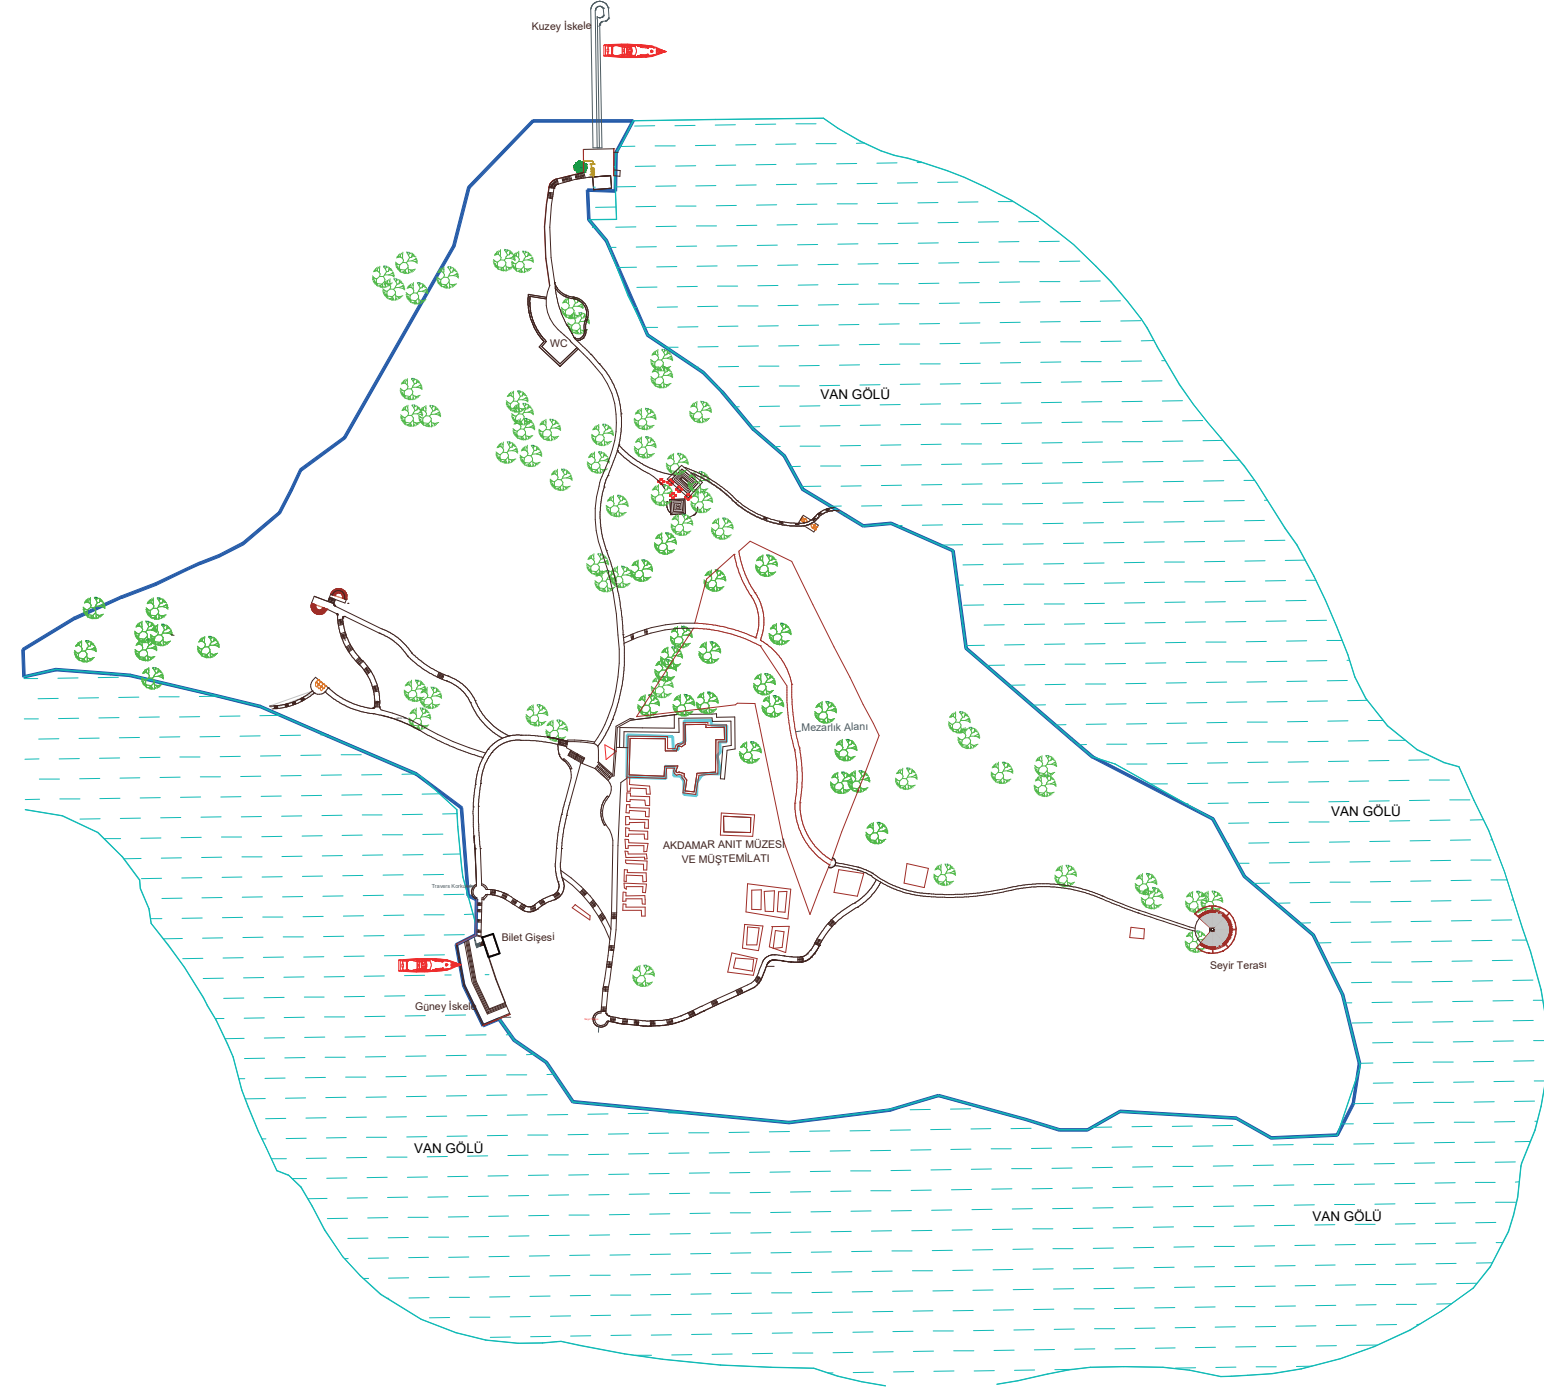 Kuzey İskele
WC
VAN GÖLÜ
Mezarlık Alanı
VAN GÖLÜ
AKDAMAR ANIT MÜZESİ
VE MÜŞTEMİLATI
Bilet Gişesi
Seyir Terası
Güney İskele
VAN GÖLÜ
VAN GÖLÜ